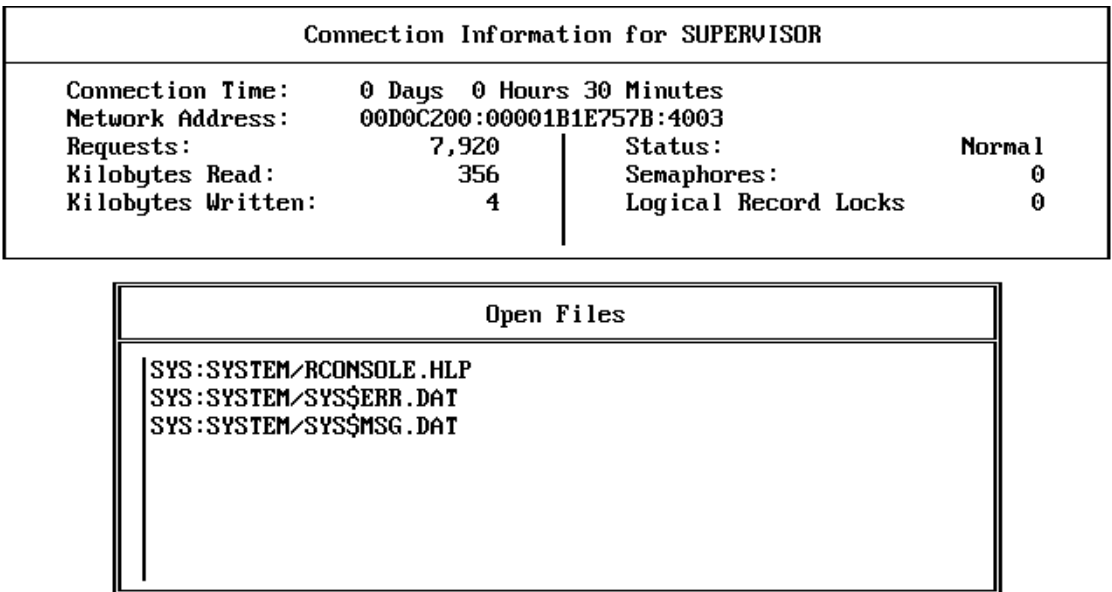 Connection Information for SUPERVISOR
Connection Time: 0 Days 0 Hours 30 Minutes
Network Address: 00D0C200:00001B1E757B:4003
Requests: 7,920 Status: Normal
Kilobytes Read: 356 Semaphores: 0
Kilobytes Written: 4 Logical Record Locks 0
Open Files
SYS:SYSTEM/RCONSOLE.HLP
SYS:SYSTEM/SYS$ERR.DAT
SYS:SYSTEM/SYS$MSG.DAT